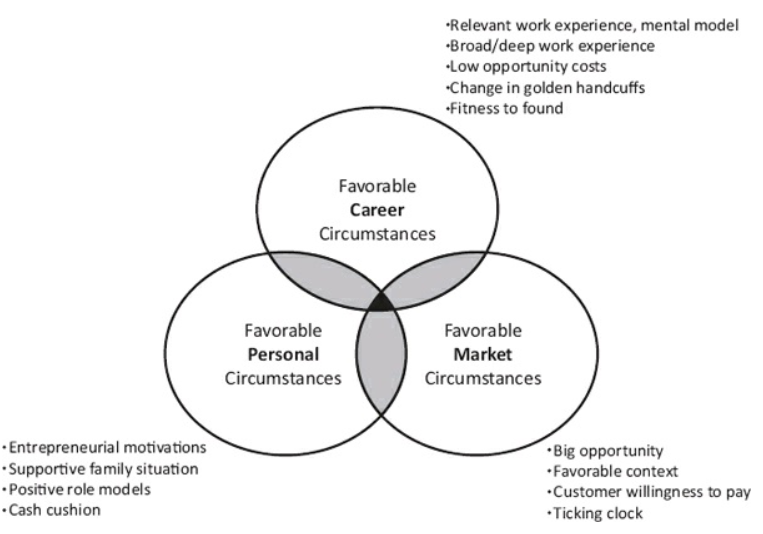 •Relevant work experience, mental model
•Broad/deep work experience
•Low opportunity costs
•Change in golden handcuffs
•Fitness to found
Favorable
Career
Circumstances
Favorable
Personal
Circumstances
Favorable
Market
Circumstances
•Entrepreneurial motivations
•Supportive family situation
•Positive role models
•Cash cushion
•Big opportunity
•Favorable context
•Customer willingness to pay
•Ticking clock